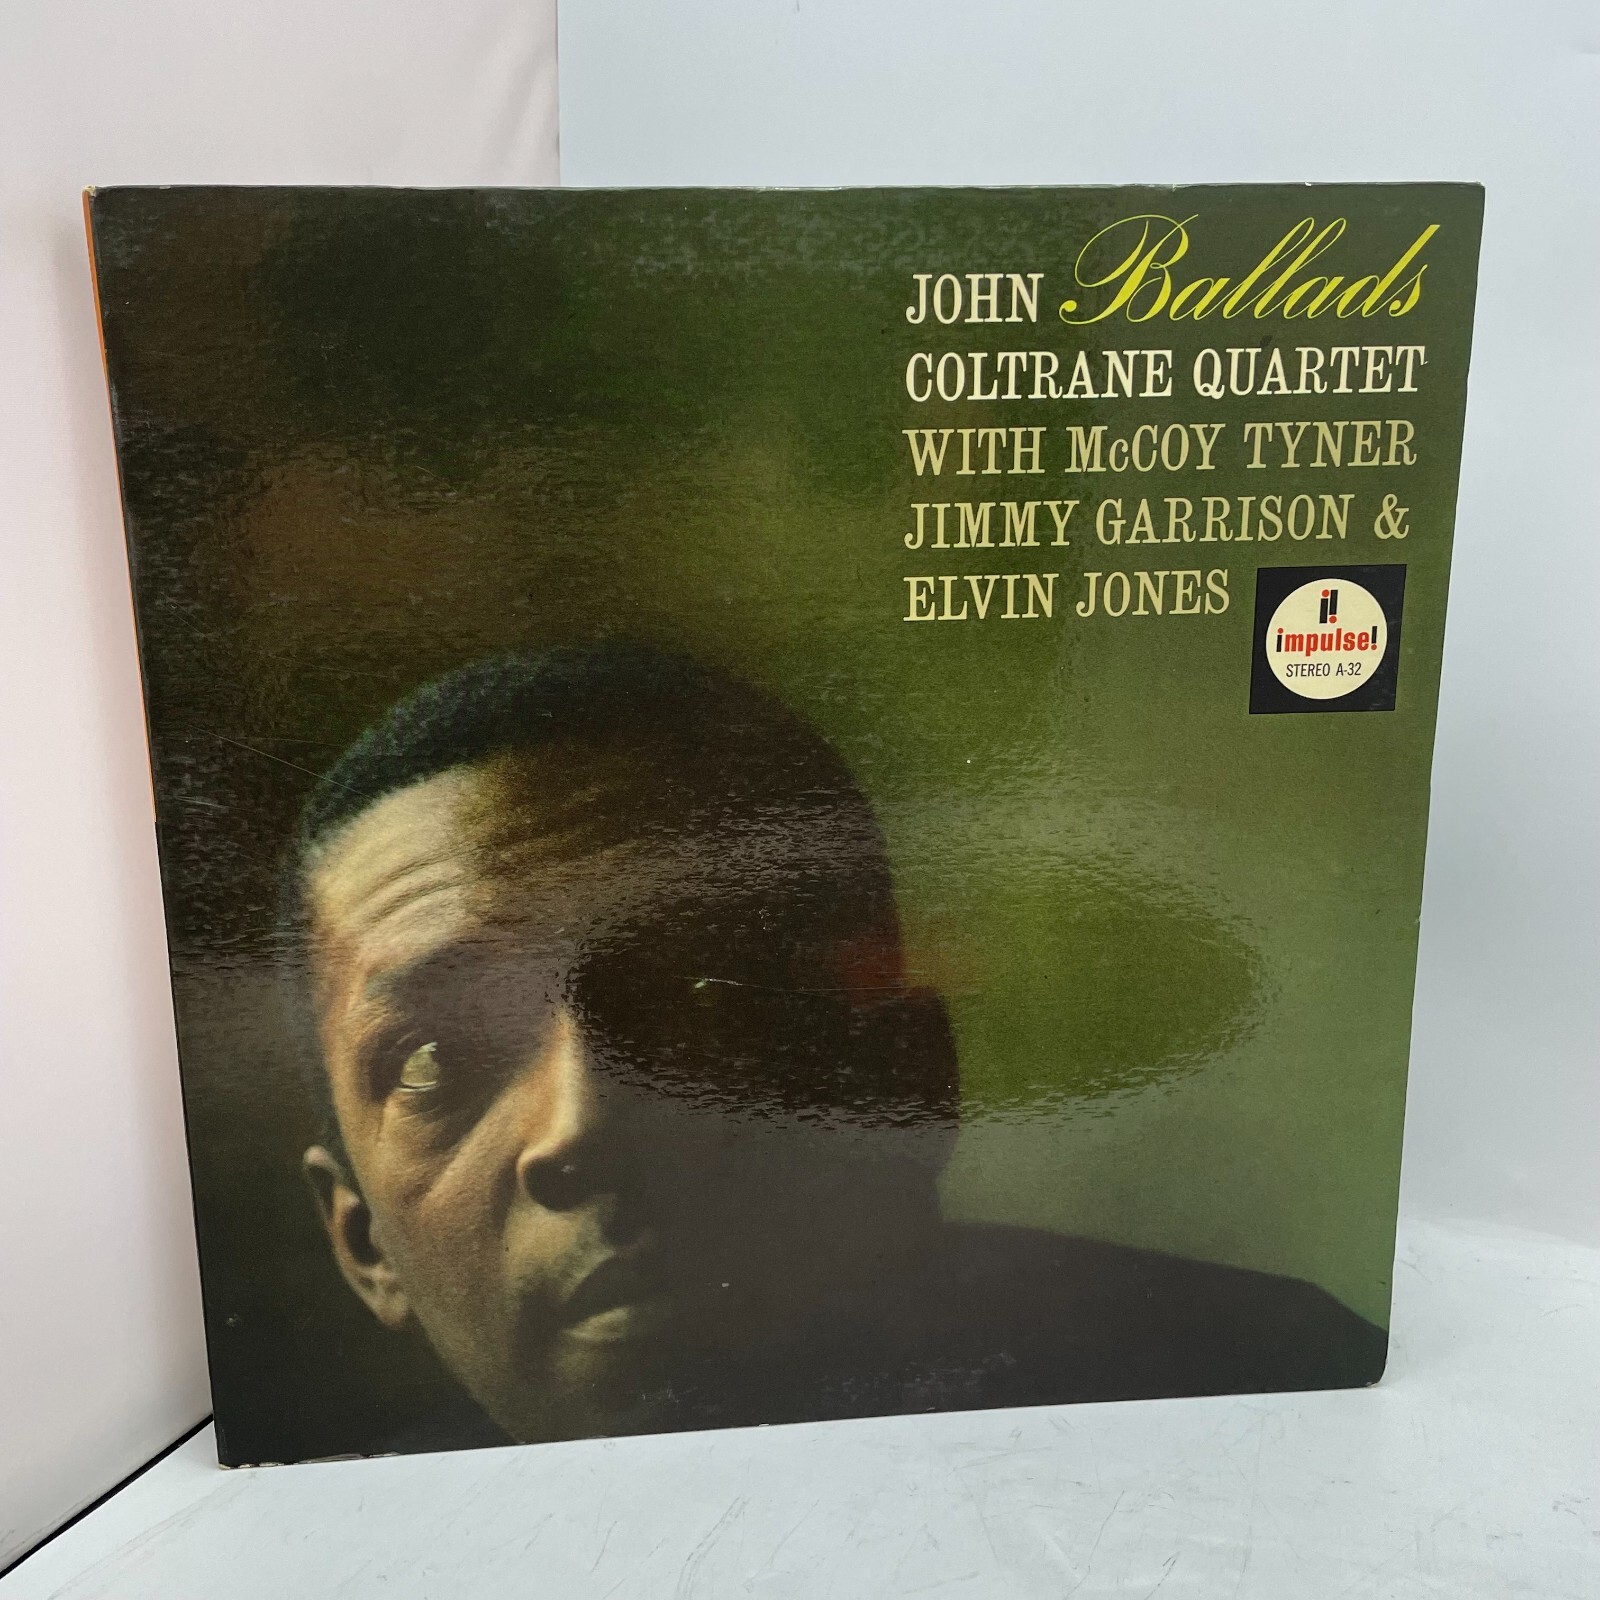 JOHN Ballads
COLTRANE QUARTET
WITH McCOY TYNER
JIMMY GARRISON &
ELVIN JONES
i!
impulse!
STEREO A-32